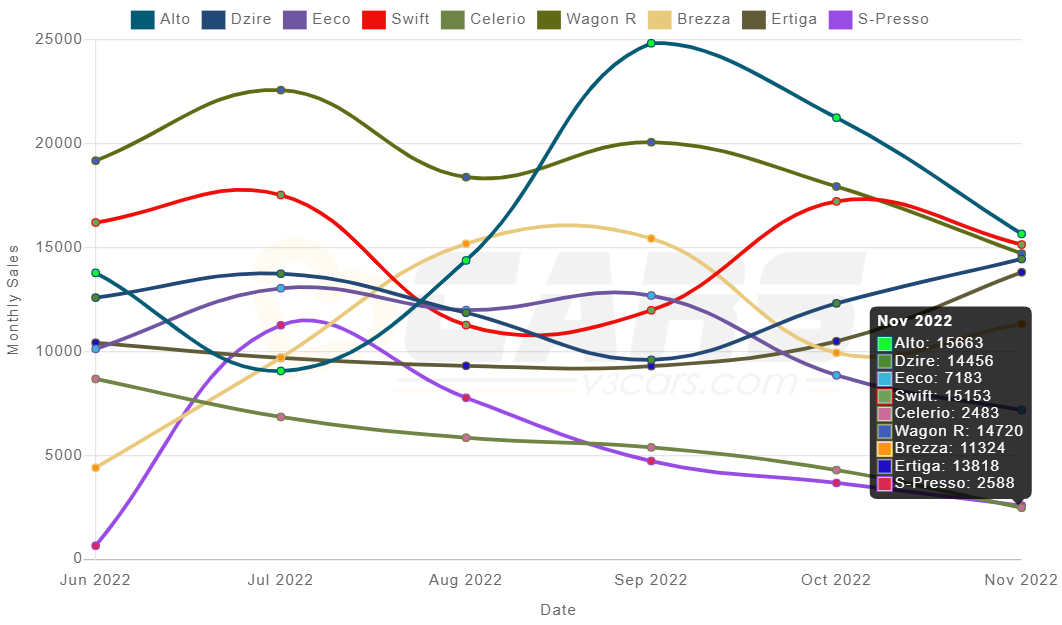 Alto Dzire Eeco Swift Celerio Wagon R Brezza Ertiga S-Presso
25000
20000
15000
10000
5000
0
Monthly Sales
CARS
v3cars.com
Nov 2022
Alto: 15663
Dzire: 14456
Eeco: 7183
Swift: 15153
Celerio: 2483
Wagon R: 14720
Brezza: 11324
Ertiga: 13818
S-Presso: 2588
Jun 2022 Jul 2022 Aug 2022 Sep 2022 Oct 2022 Nov 2022
Date